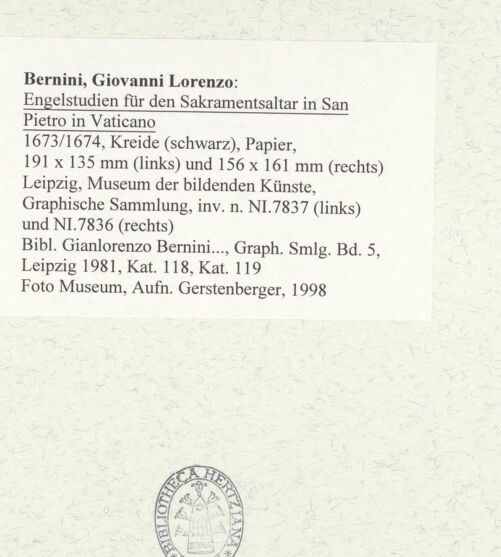 Bernini, Giovanni Lorenzo:
Engelstudien für den Sakramentsaltar in San
Pietro in Vaticano
1673/1674, Kreide (schwarz), Papier,
191 x 135 mm (links) und 156 x 161 mm (rechts)
Leipzig, Museum der bildenden Künste,
Graphische Sammlung, inv. n. NI.7837 (links)
und NI.7836 (rechts)
Bibl. Gianlorenzo Bernini..., Graph. Smlg. Bd. 5,
Leipzig 1981, Kat. 118, Kat. 119
Foto Museum, Aufn. Gerstenberger, 1998
BIBLIOTHECA HERTZIANA
ROMA